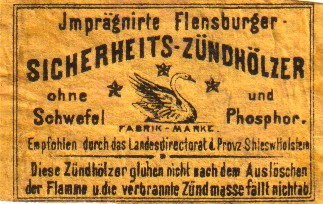 Jmprägnirte Flensburger-
SICHERHEITS-ZÜNDHÖLZER
ohne und
Schwefel Phosphor.
FABRIK-MARKE
Empfohlen durch das Landesdirectorat d. Provz Shlesw Holstein
Diese Zündhölzer glühen nicht nach dem Auslöschen
der Flamme u. die verbrannte Zündmasse fällt nicht ab